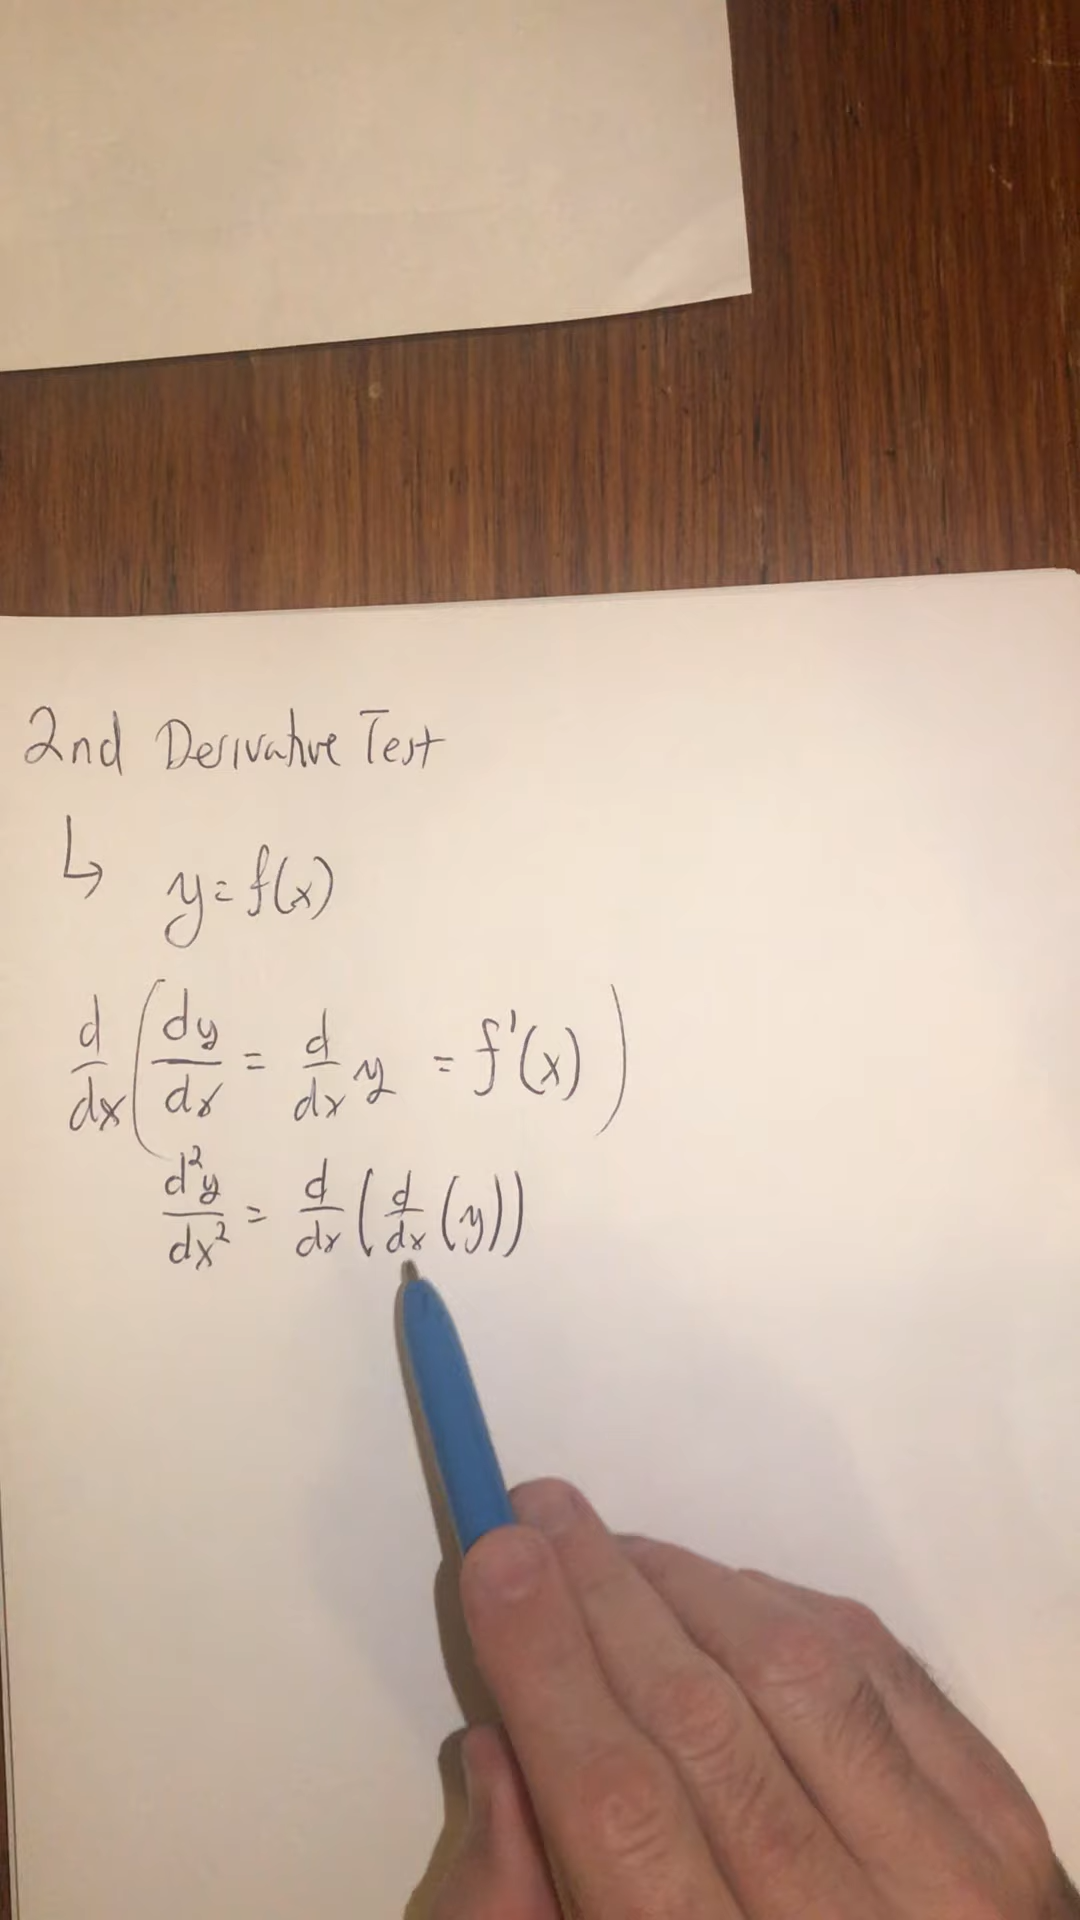 2nd Derivative Test
↳ y = f(x)
d/dx (dy/dx = d/dx y = f'(x))
d²y/dx² = d/dx (d/dx (y))